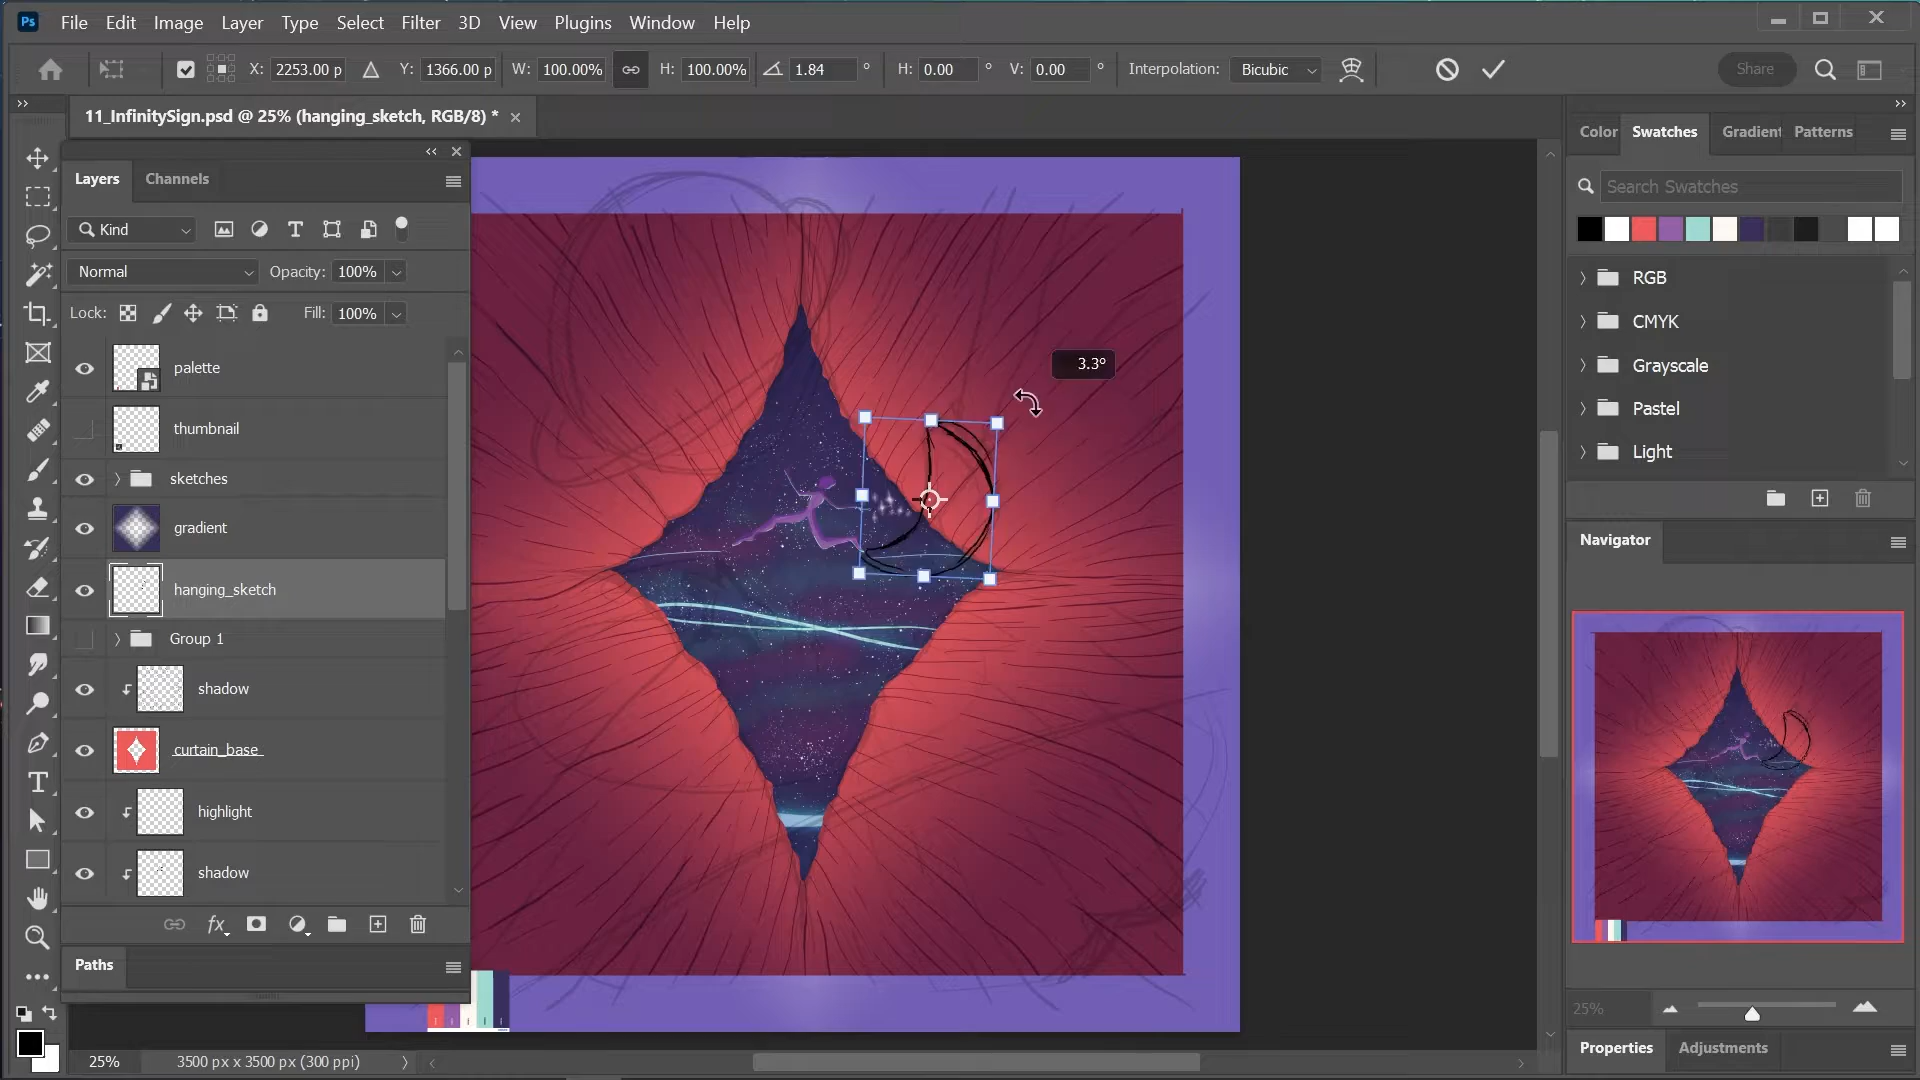 Ps File Edit Image Layer Type Select Filter 3D View Plugins Window Help
X: 2253.00 p Y: 1366.00 p W: 100.00% H: 100.00% 1.84 ° H: 0.00 ° V: 0.00 ° Interpolation: Bicubic Share
11_InfinitySign.psd @ 25% (hanging_sketch, RGB/8) *
Layers Channels
Kind
Normal Opacity: 100%
Lock: Fill: 100%
palette
thumbnail
sketches
gradient
hanging_sketch
Group 1
shadow
curtain_base
highlight
shadow
fx
Paths
3.3°
25% 3500 px x 3500 px (300 ppi)
Color Swatches Gradient Patterns
Search Swatches
RGB
CMYK
Grayscale
Pastel
Light
Navigator
25%
Properties Adjustments